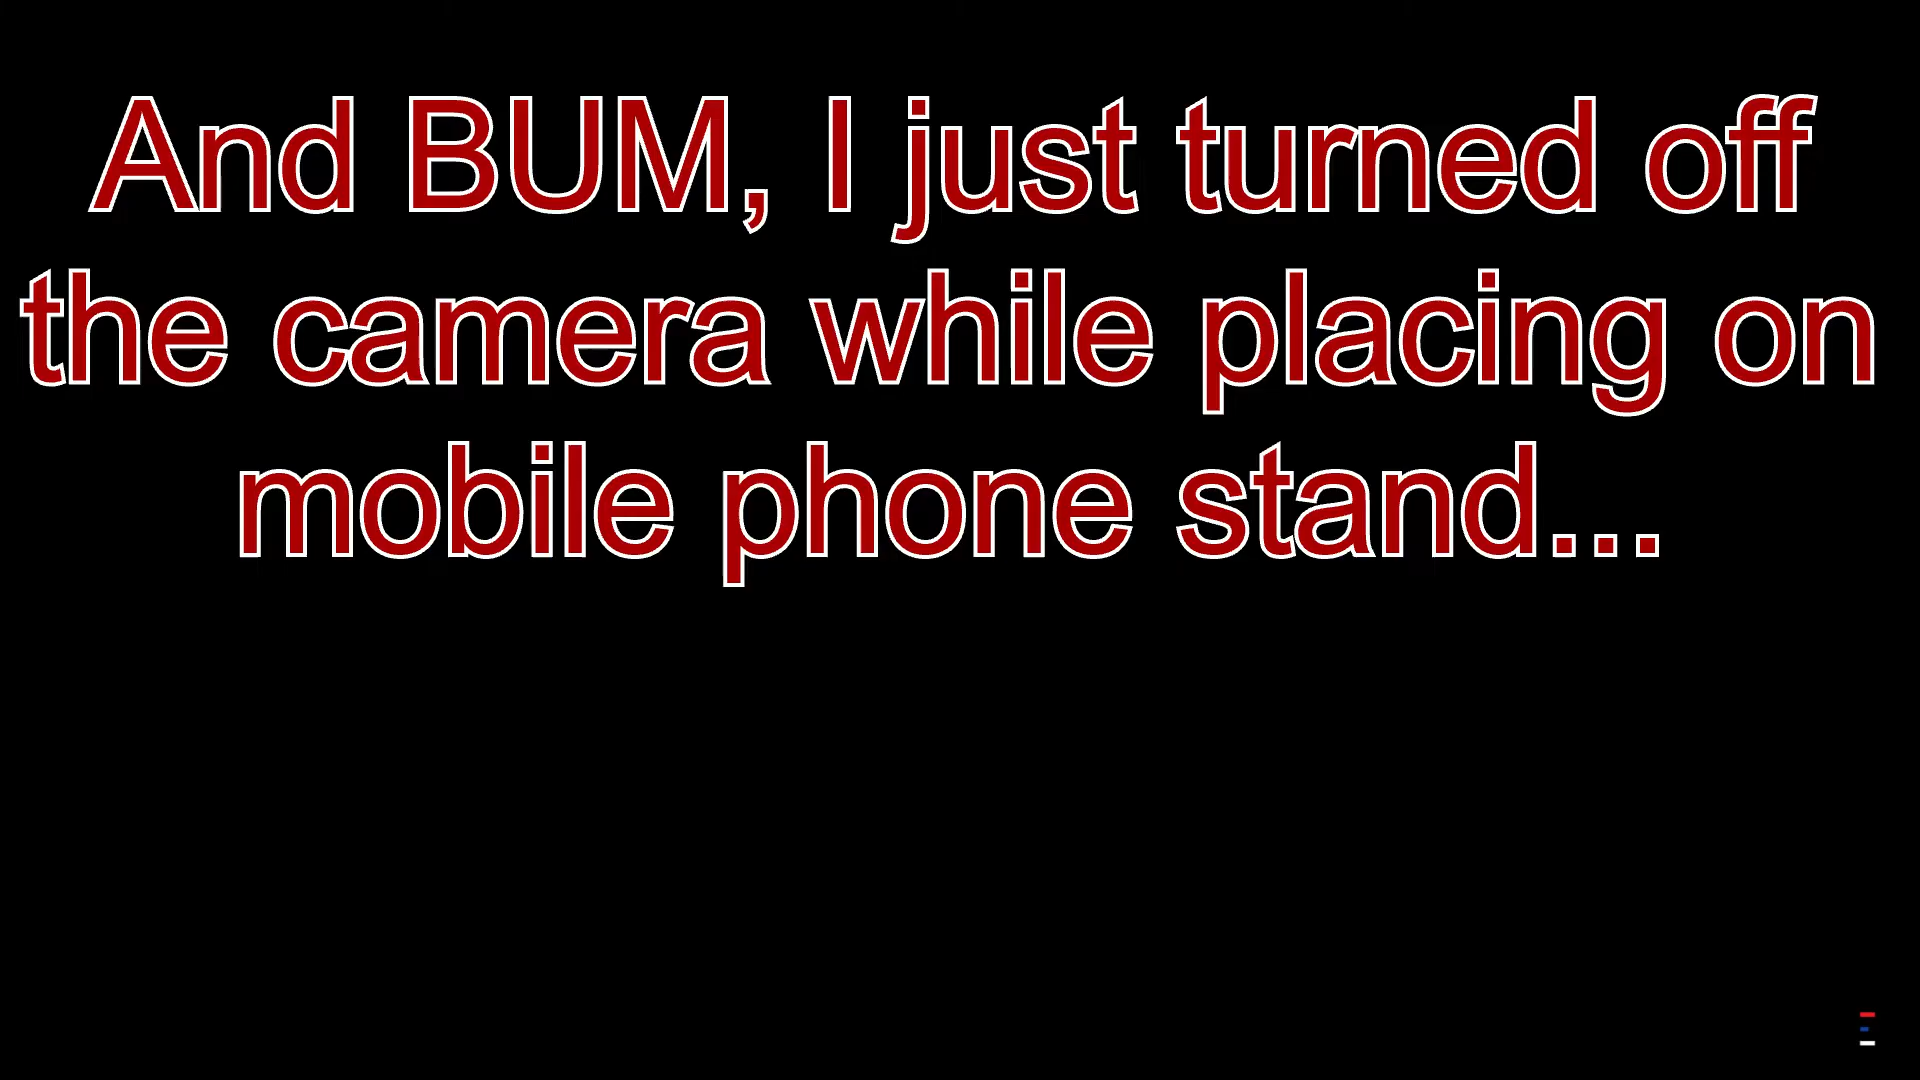 And BUM, I just turned off
the camera while placing on
mobile phone stand...